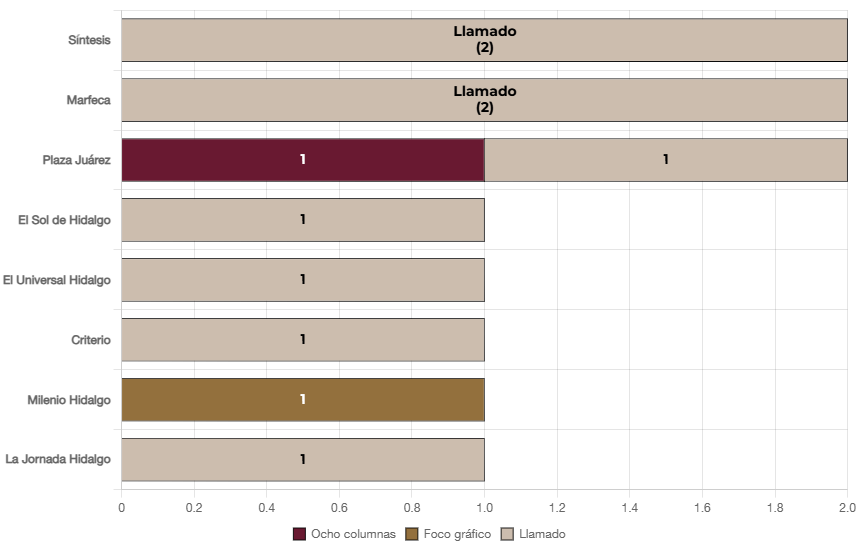 Síntesis
Llamado
(2)
Marfeca
Llamado
(2)
Plaza Juárez
1
1
El Sol de Hidalgo
1
El Universal Hidalgo
1
Criterio
1
Milenio Hidalgo
1
La Jornada Hidalgo
1
0 0.2 0.4 0.6 0.8 1.0 1.2 1.4 1.6 1.8 2.0
Ocho columnas Foco gráfico Llamado